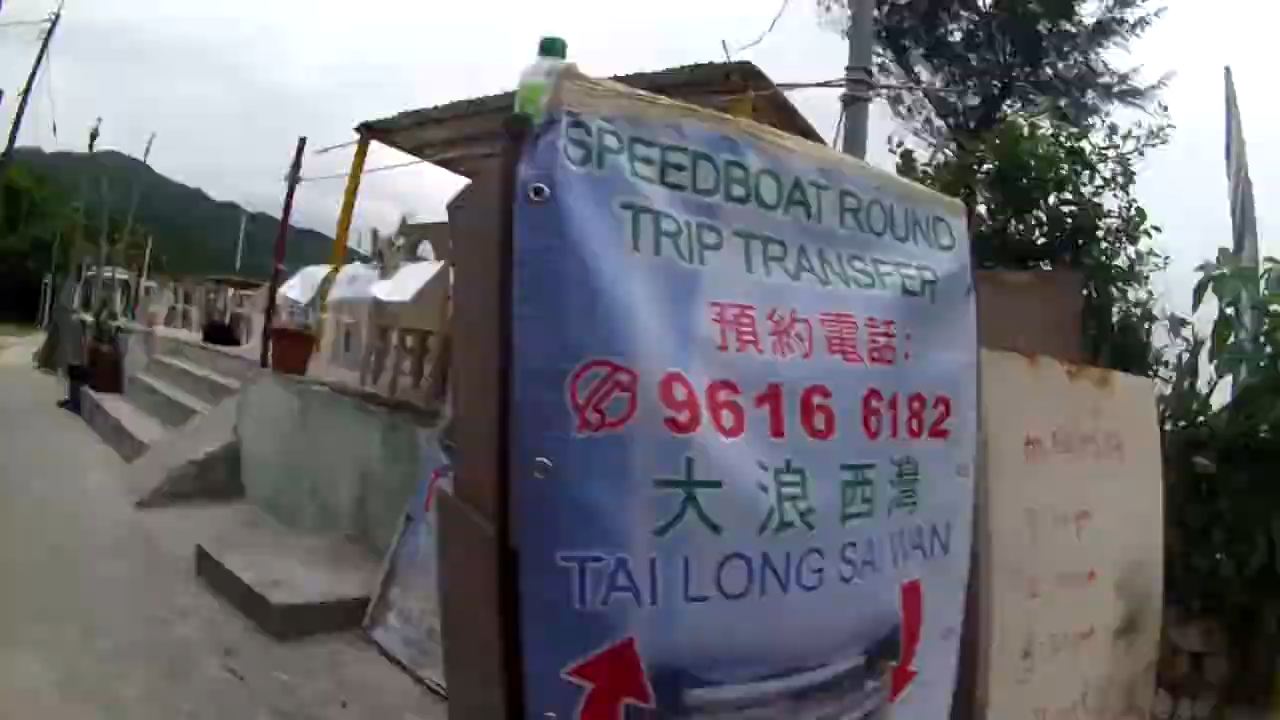 SPEEDBOAT ROUND
TRIP TRANSFER
預約電話:
9616 6182
大浪西灣
TAI LONG SAI WAN